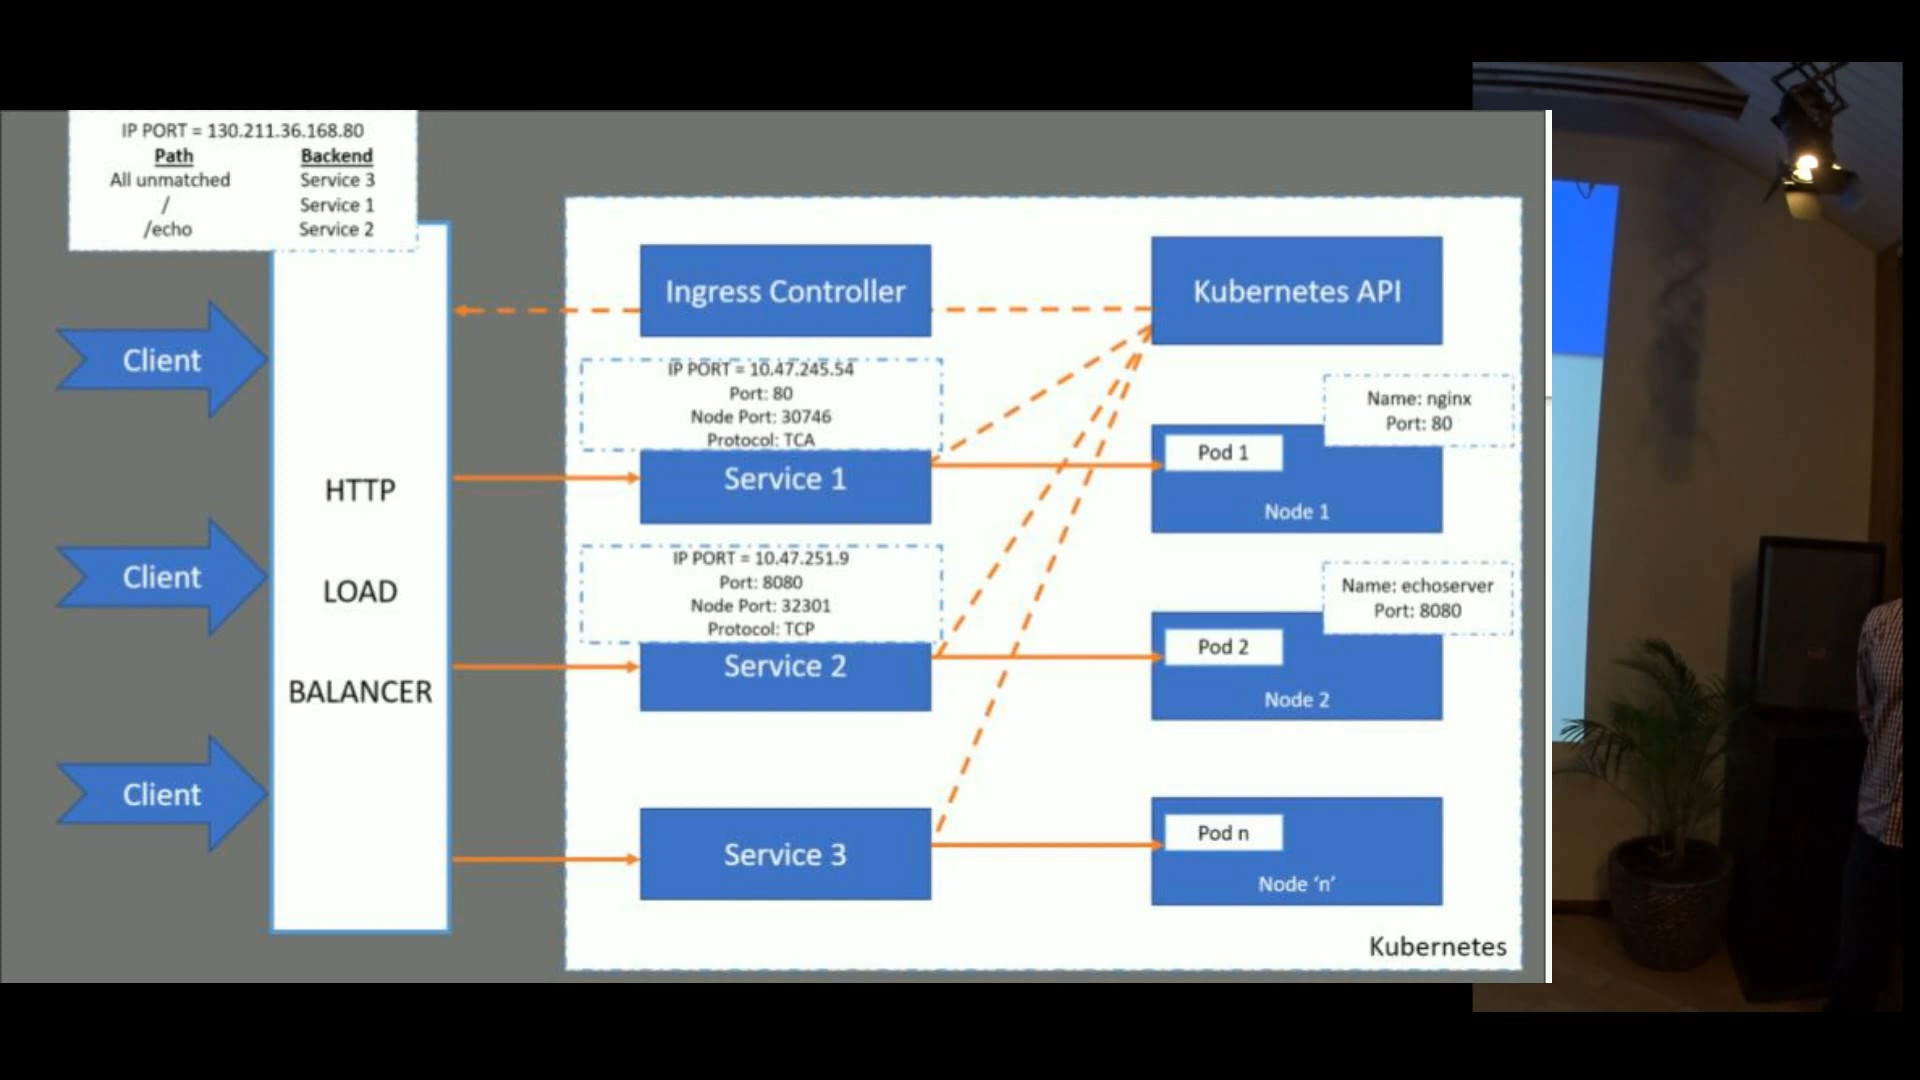 IP PORT = 130.211.36.168.80
Path Backend
All unmatched Service 3
/ Service 1
/echo Service 2
Client
Client
Client
HTTP
LOAD
BALANCER
Ingress Controller
Kubernetes API
IP PORT = 10.47.245.54
Port: 80
Node Port: 30746
Protocol: TCA
Service 1
Name: nginx
Port: 80
Pod 1
Node 1
IP PORT = 10.47.251.9
Port: 8080
Node Port: 32301
Protocol: TCP
Service 2
Name: echoserver
Port: 8080
Pod 2
Node 2
Service 3
Pod n
Node ‘n’
Kubernetes